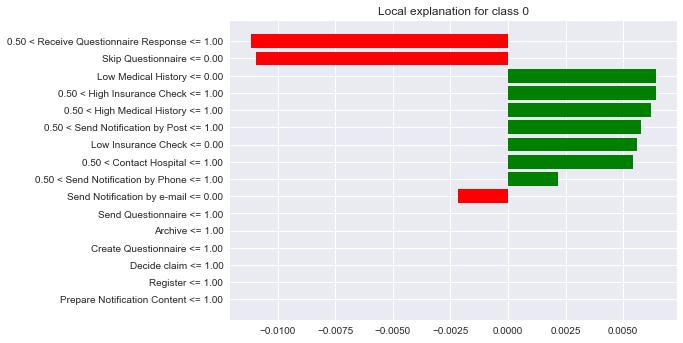 Local explanation for class 0
0.50 < Receive Questionnaire Response <= 1.00
Skip Questionnaire <= 0.00
Low Medical History <= 0.00
0.50 < High Insurance Check <= 1.00
0.50 < High Medical History <= 1.00
0.50 < Send Notification by Post <= 1.00
Low Insurance Check <= 0.00
0.50 < Contact Hospital <= 1.00
0.50 < Send Notification by Phone <= 1.00
Send Notification by e-mail <= 0.00
Send Questionnaire <= 1.00
Archive <= 1.00
Create Questionnaire <= 1.00
Decide claim <= 1.00
Register <= 1.00
Prepare Notification Content <= 1.00
−0.0100 −0.0075 −0.0050 −0.0025 0.0000 0.0025 0.0050